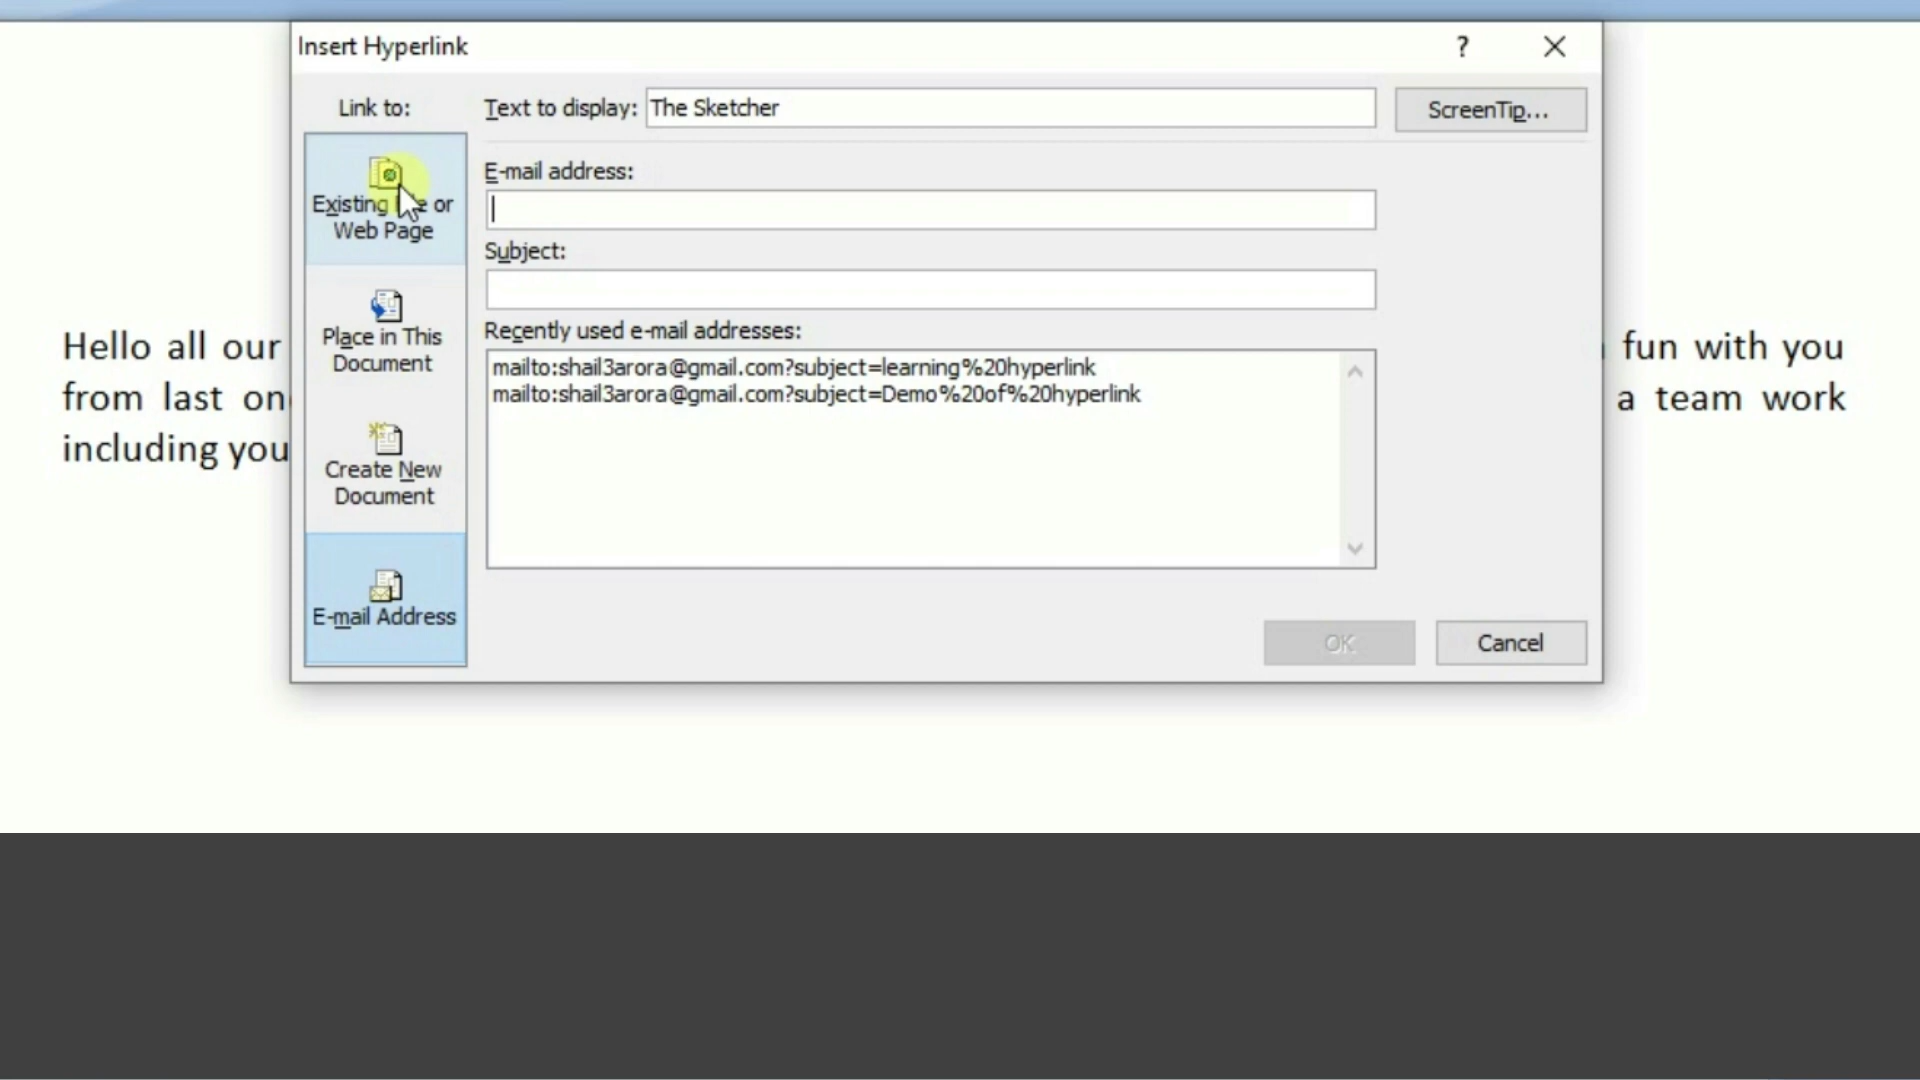 Insert Hyperlink ?
Link to: Text to display: The Sketcher ScreenTip...
Existing or
Web Page
E-mail address:
Subject:
Place in This
Document
Recently used e-mail addresses:
mailto:shail3arora@gmail.com?subject=learning%20hyperlink
mailto:shail3arora@gmail.com?subject=Demo%20of%20hyperlink
Create New
Document
E-mail Address
OK Cancel
Hello all our fun with you
from last a team work
including you